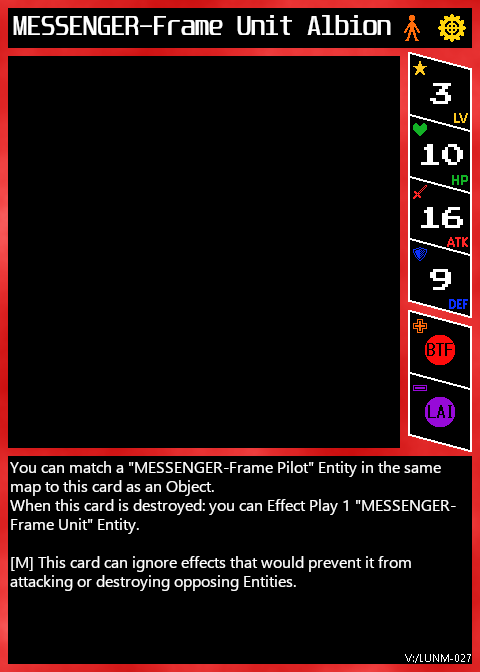 MESSENGER-Frame Unit Albion
3
LV
10
HP
16
ATK
9
DEF
BTF
LAI
You can match a "MESSENGER-Frame Pilot" Entity in the same
map to this card as an Object.
When this card is destroyed: you can Effect Play 1 "MESSENGER-
Frame Unit" Entity.
[M] This card can ignore effects that would prevent it from
attacking or destroying opposing Entities.
V:/LUNM-027